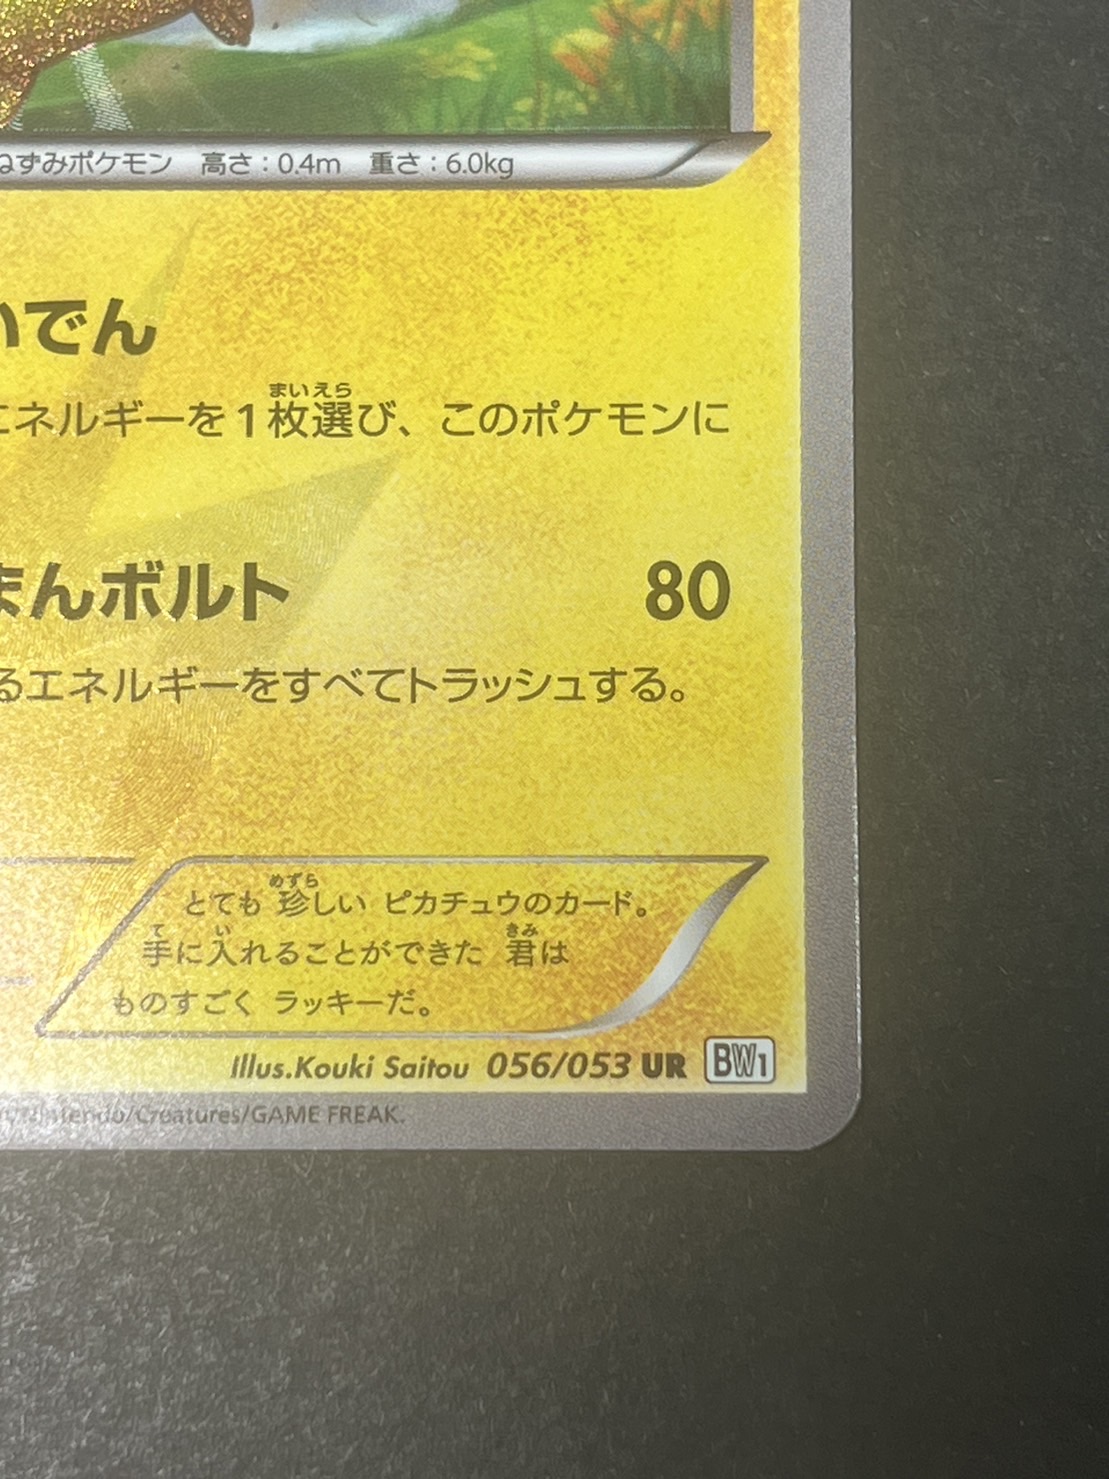 ねずみポケモン 高さ：0.4m 重さ：6.0kg
いでん
エネルギーを1枚選び、このポケモンに
まいえら
まんボルト 80
るエネルギーをすべてトラッシュする。
とても 珍しい ピカチュウのカード。
めずら
手に入れることができた 君は
て い きみ
ものすごく ラッキーだ。
Illus.Kouki Saitou 056/053 UR BW1
Nintendo/Creatures/GAME FREAK.